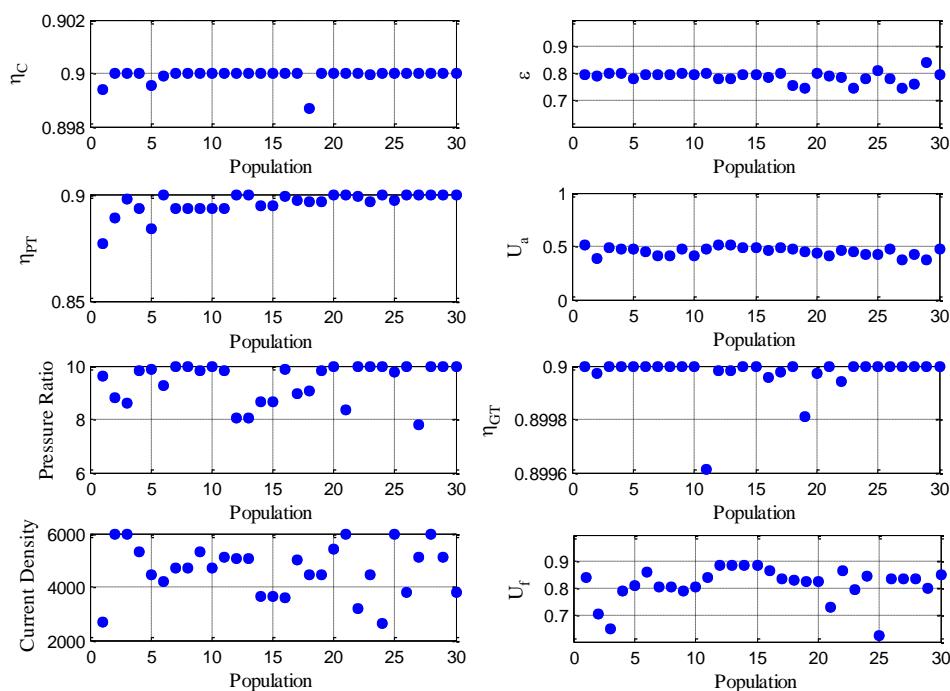 0.902
0.9
0.898
η_C
0 5 10 15 20 25 30
Population
0.9
0.8
0.7
ε
0 5 10 15 20 25 30
Population
0.9
0.85
η_PT
0 5 10 15 20 25 30
Population
1
0.5
0
U_a
0 5 10 15 20 25 30
Population
10
8
6
Pressure Ratio
0 5 10 15 20 25 30
Population
0.9
0.8998
0.8996
η_GT
0 5 10 15 20 25 30
Population
6000
4000
2000
Current Density
0 5 10 15 20 25 30
Population
0.9
0.8
0.7
U_f
0 5 10 15 20 25 30
Population